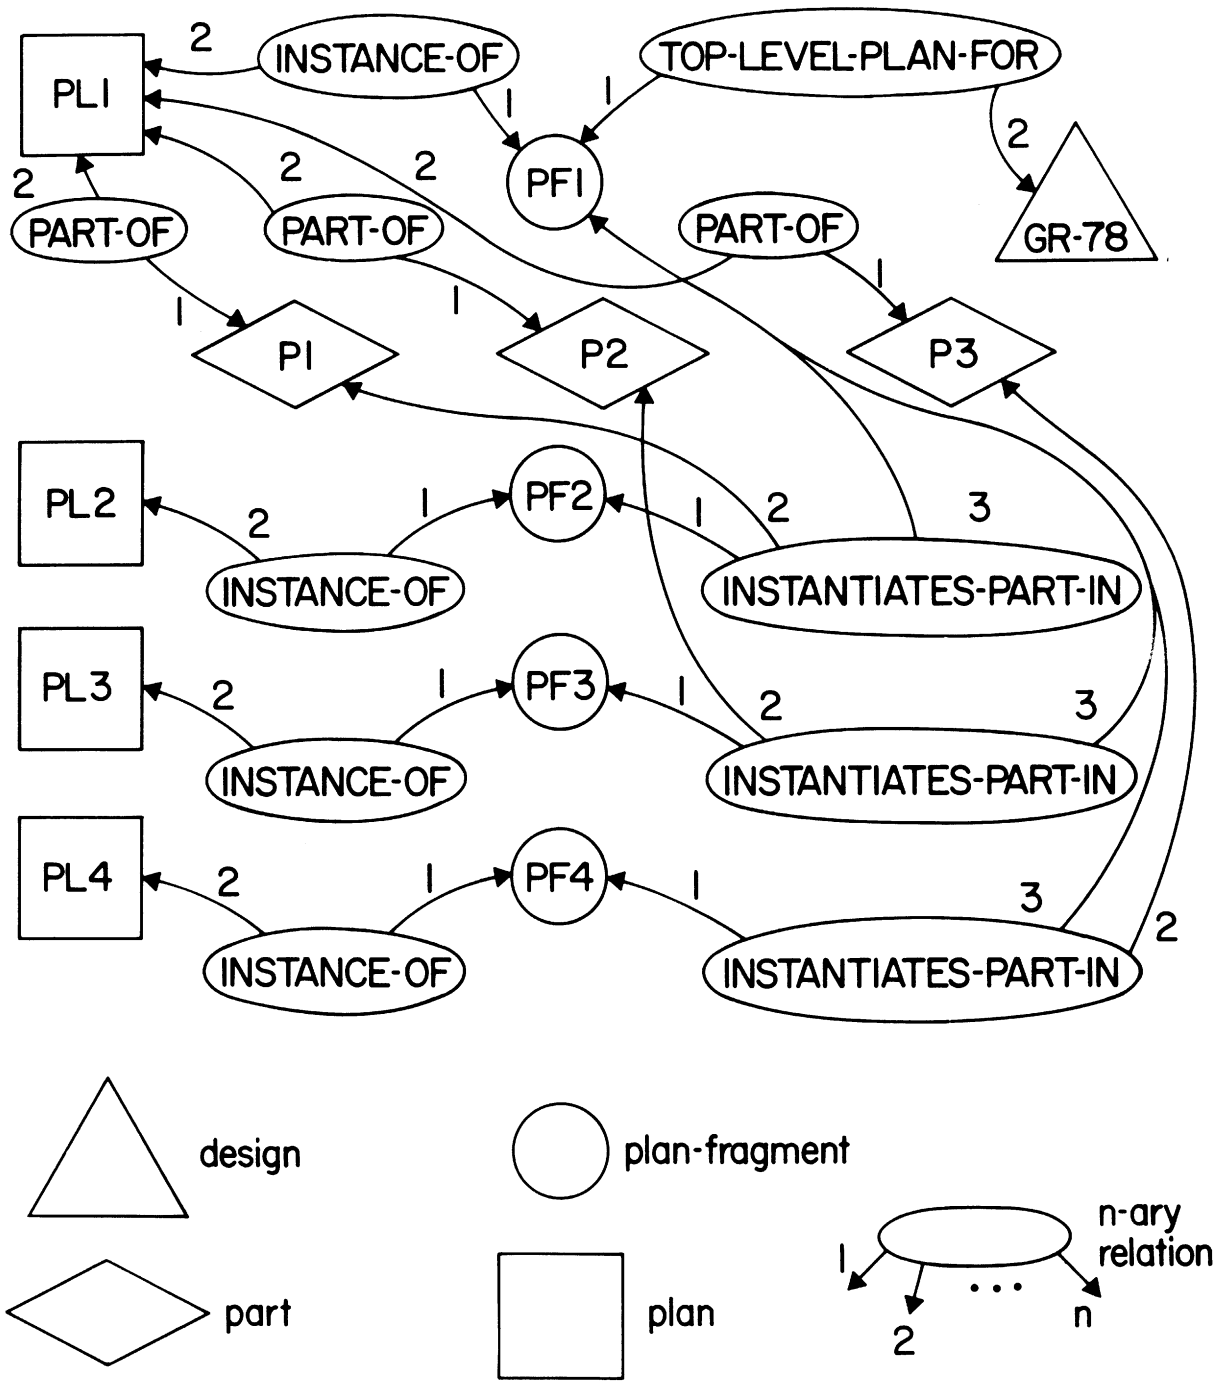 2
INSTANCE-OF
TOP-LEVEL-PLAN-FOR
PL1
1
1
2
PF1
2
2
2
PART-OF
PART-OF
PART-OF
GR-78
1
1
1
P1
P2
P3
PL2
2
1
PF2
1
2
3
INSTANCE-OF
INSTANTIATES-PART-IN
PL3
2
1
PF3
1
2
3
INSTANCE-OF
INSTANTIATES-PART-IN
PL4
2
1
PF4
1
3
2
INSTANCE-OF
INSTANTIATES-PART-IN
design
plan-fragment
n-ary
relation
1
2
...
n
part
plan